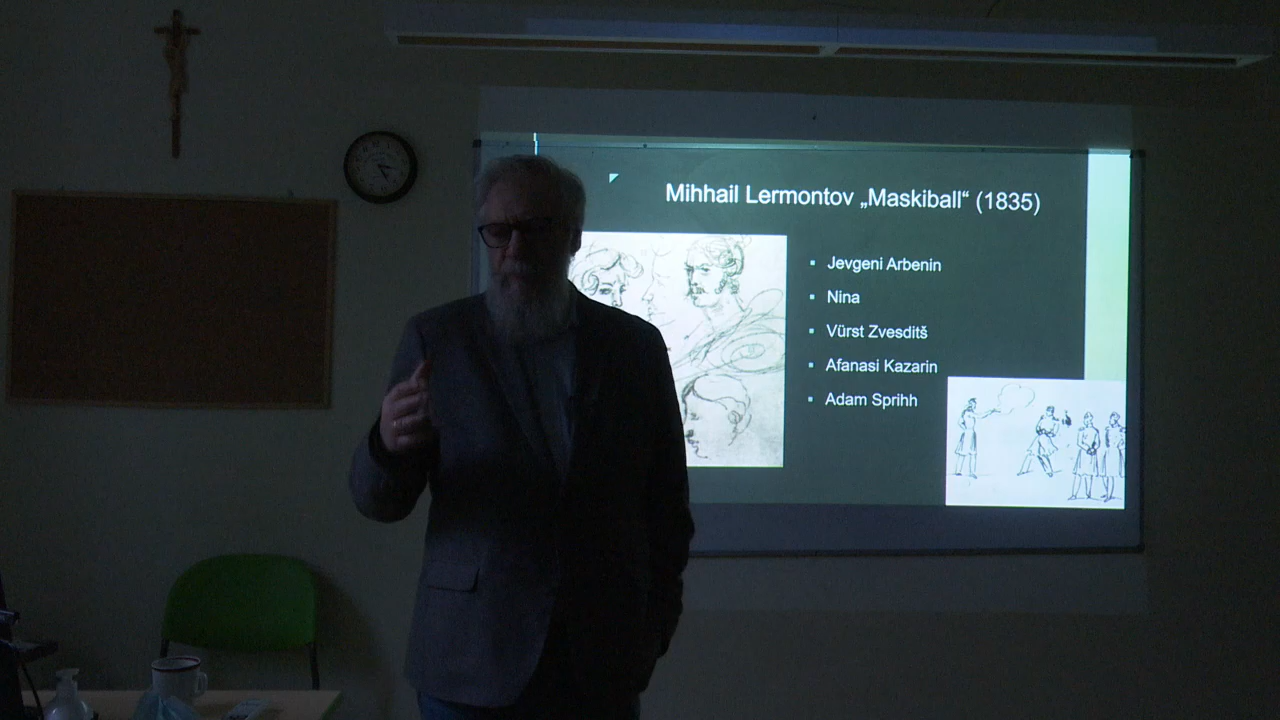 Mihhail Lermontov „Maskiball“ (1835)
Jevgeni Arbenin
Nina
Vürst Zvesditš
Afanasi Kazarin
Adam Sprihh